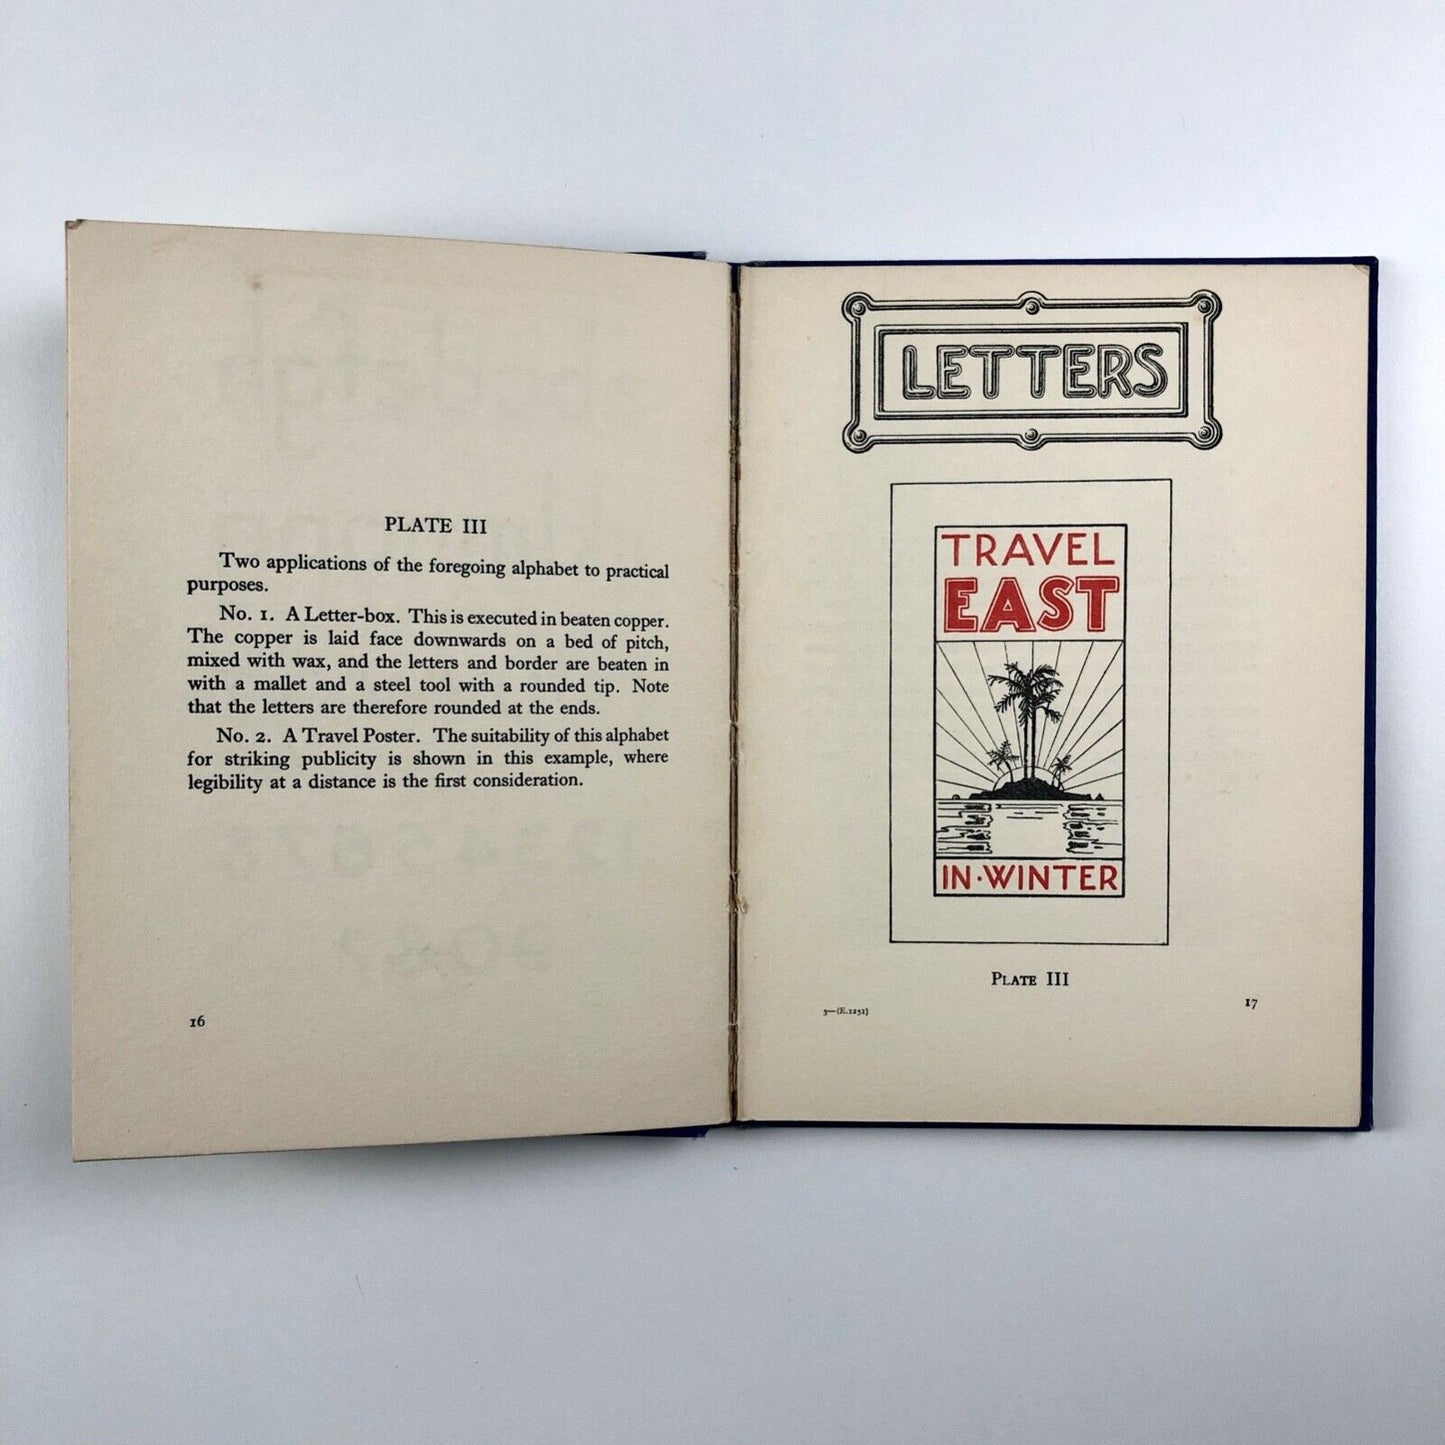 PLATE III
Two applications of the foregoing alphabet to practical
purposes.
No. 1. A Letter-box. This is executed in beaten copper.
The copper is laid face downwards on a bed of pitch,
mixed with wax, and the letters and border are beaten in
with a mallet and a steel tool with a rounded tip. Note
that the letters are therefore rounded at the ends.
No. 2. A Travel Poster. The suitability of this alphabet
for striking publicity is shown in this example, where
legibility at a distance is the first consideration.
16
LETTERS
TRAVEL
EAST
IN·WINTER
PLATE III
3—(E.1252)
17